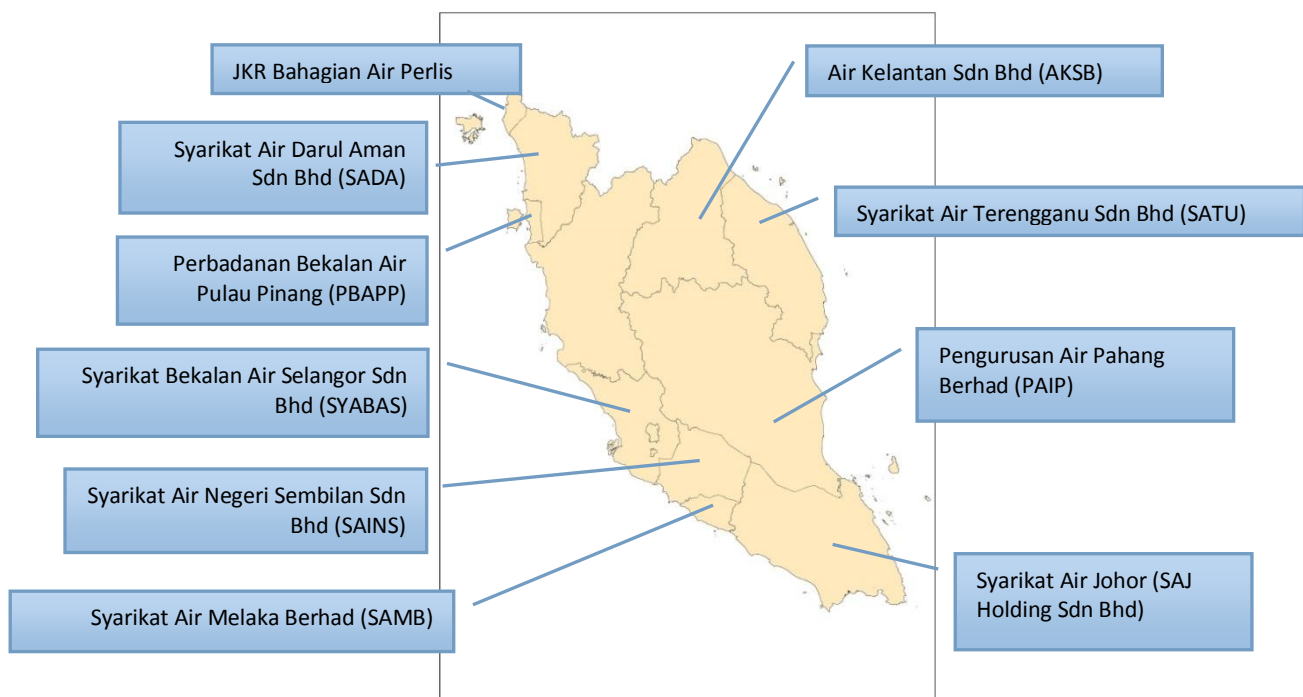 JKR Bahagian Air Perlis
Syarikat Air Darul Aman
Sdn Bhd (SADA)
Perbadanan Bekalan Air
Pulau Pinang (PBAPP)
Syarikat Bekalan Air Selangor Sdn
Bhd (SYABAS)
Syarikat Air Negeri Sembilan Sdn
Bhd (SAINS)
Syarikat Air Melaka Berhad (SAMB)
Air Kelantan Sdn Bhd (AKSB)
Syarikat Air Terengganu Sdn Bhd (SATU)
Pengurusan Air Pahang
Berhad (PAIP)
Syarikat Air Johor (SAJ
Holding Sdn Bhd)